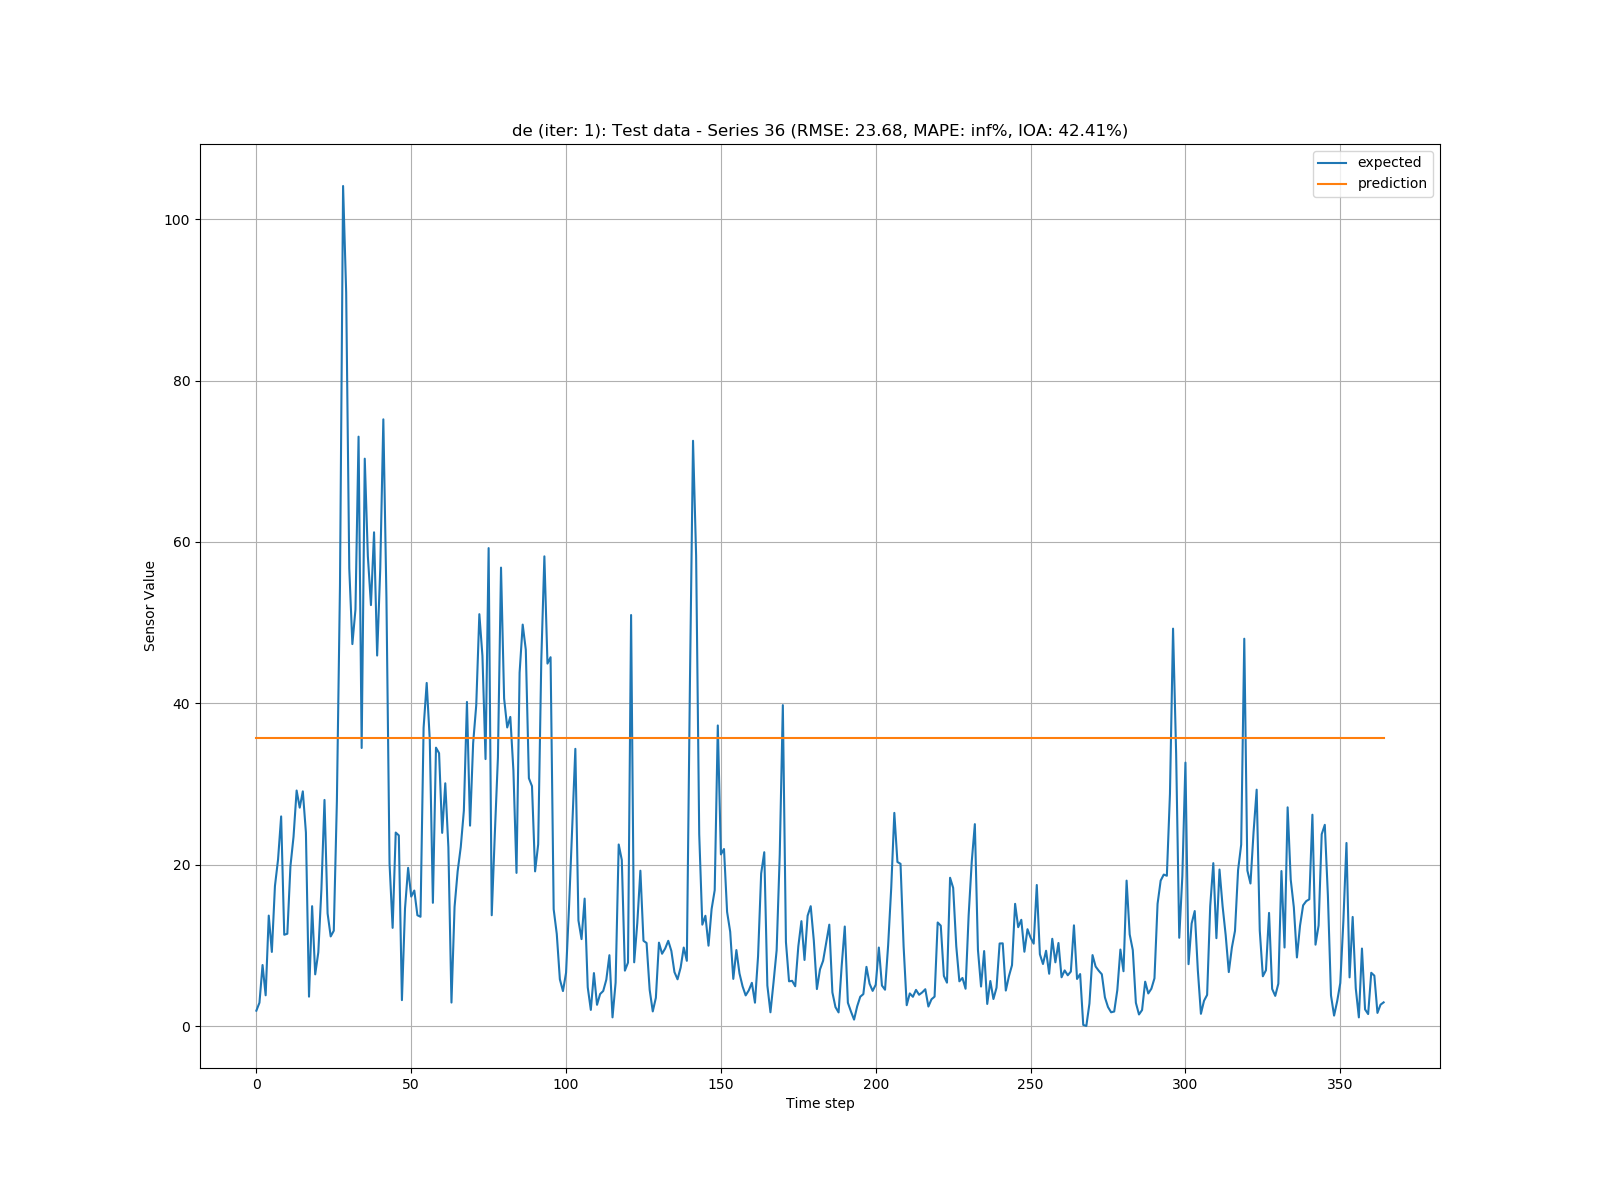 de (iter: 1): Test data - Series 36 (RMSE: 23.68, MAPE: inf%, IOA: 42.41%)
expected
prediction
Sensor Value
100
80
60
40
20
0
0 50 100 150 200 250 300 350
Time step